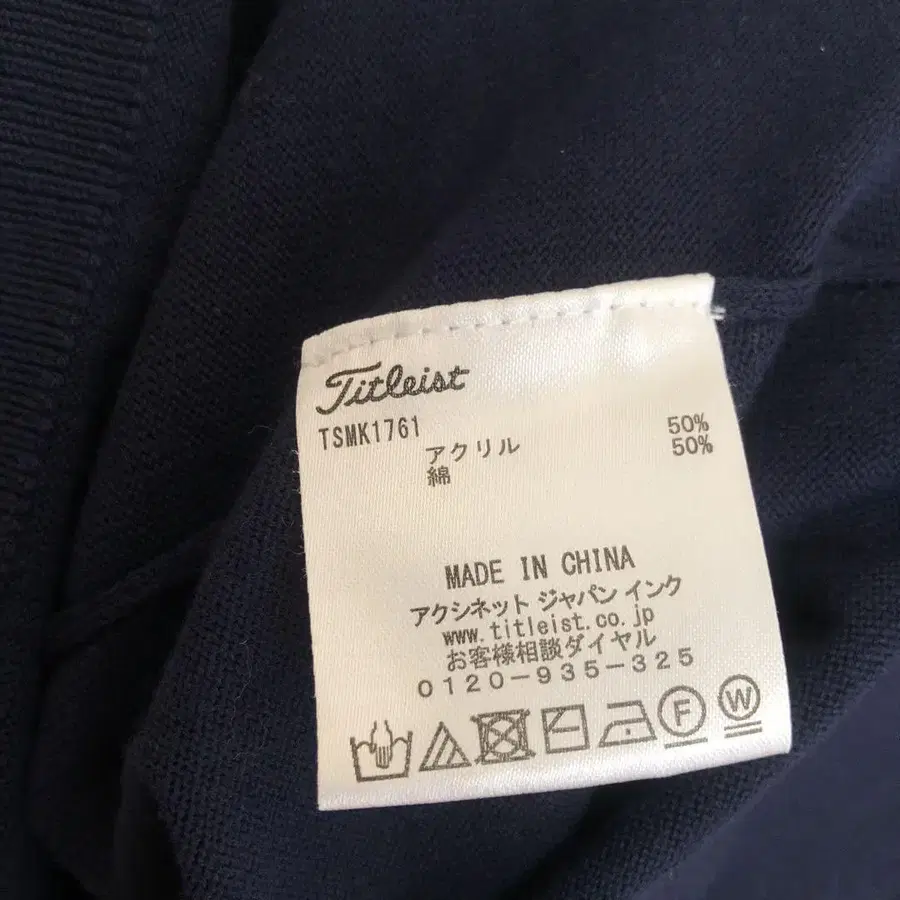 Titleist
TSMK1761
アクリル 50%
綿 50%
MADE IN CHINA
アクシネット ジャパン インク
www.titleist.co.jp
お客様相談ダイヤル
0120-935-325
F W